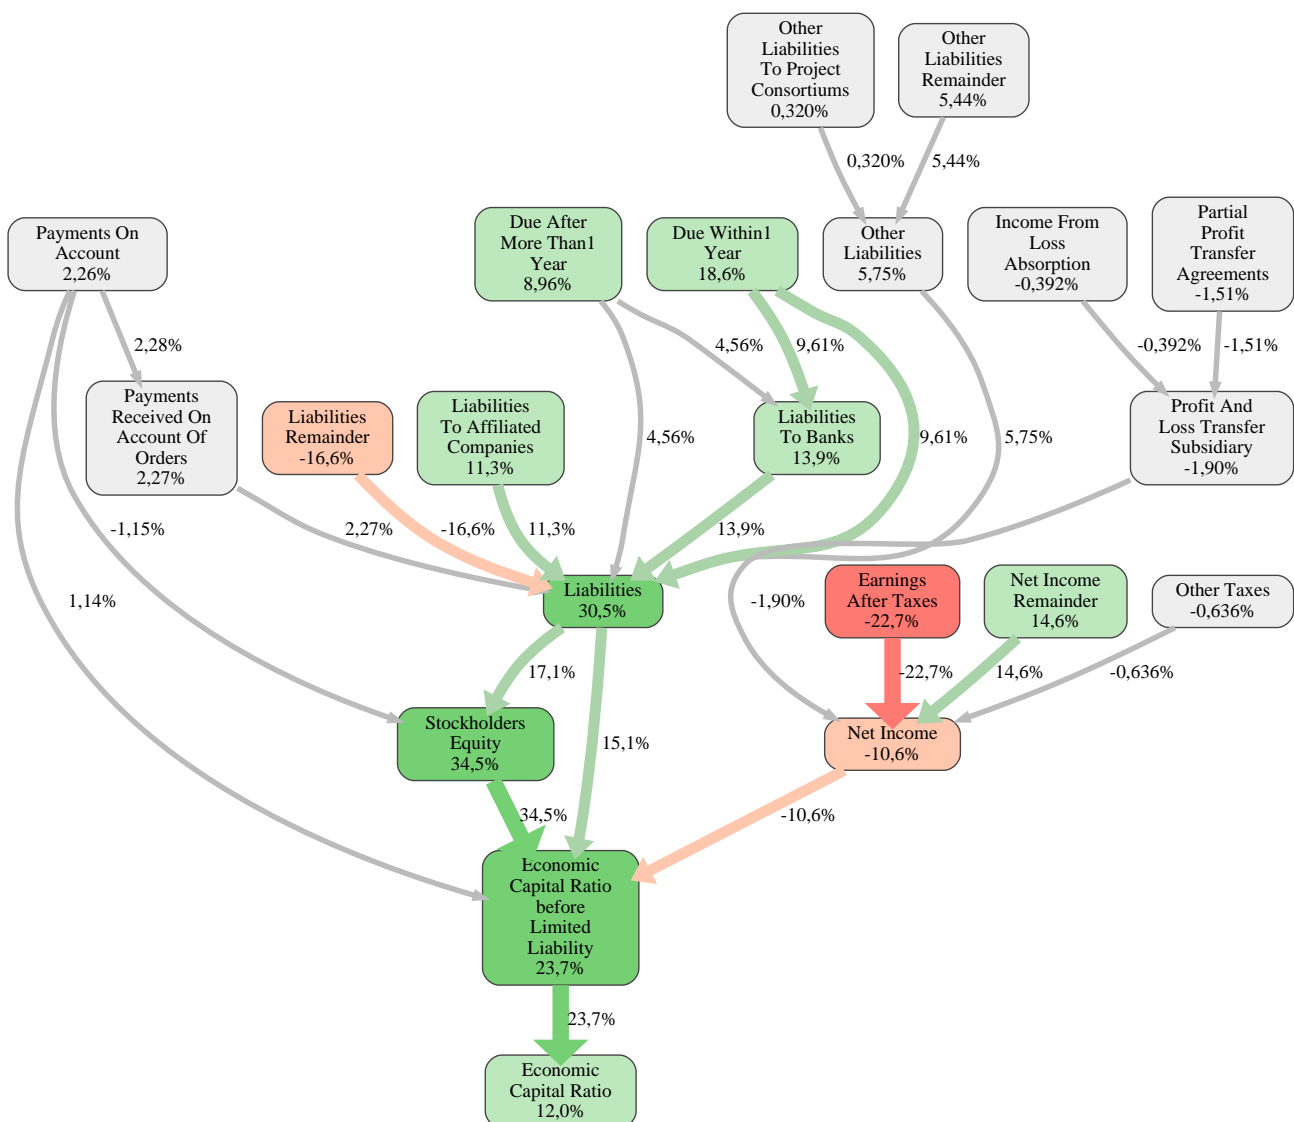 Other
Liabilities
To Project
Consortiums
0,320%
Other
Liabilities
Remainder
5,44%
0,320%
5,44%
Payments On
Account
2,26%
Due After
More Than1
Year
8,96%
Due Within1
Year
18,6%
Other
Liabilities
5,75%
Income From
Loss
Absorption
-0,392%
Partial
Profit
Transfer
Agreements
-1,51%
2,28%
4,56%
9,61%
-0,392%
-1,51%
Payments
Received On
Account Of
Orders
2,27%
Liabilities
Remainder
-16,6%
Liabilities
To Affiliated
Companies
11,3%
4,56%
Liabilities
To Banks
13,9%
9,61%
5,75%
Profit And
Loss Transfer
Subsidiary
-1,90%
-1,15%
2,27%
-16,6%
11,3%
13,9%
1,14%
Liabilities
30,5%
-1,90%
Earnings
After Taxes
-22,7%
Net Income
Remainder
14,6%
Other Taxes
-0,636%
17,1%
-22,7%
14,6%
-0,636%
Stockholders
Equity
34,5%
15,1%
Net Income
-10,6%
34,5%
-10,6%
Economic
Capital Ratio
before
Limited
Liability
23,7%
23,7%
Economic
Capital Ratio
12,0%